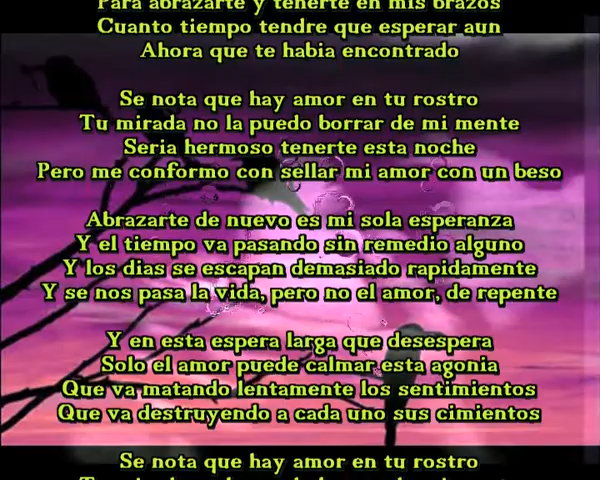 Para abrazarte y tenerte en mis brazos
Cuanto tiempo tendre que esperar aun
Ahora que te habia encontrado
Se nota que hay amor en tu rostro
Tu mirada no la puedo borrar de mi mente
Seria hermoso tenerte esta noche
Pero me conformo con sellar mi amor con un beso
Abrazarte de nuevo es mi sola esperanza
Y el tiempo va pasando sin remedio alguno
Y los dias se escapan demasiado rapidamente
Y se nos pasa la vida, pero no el amor, de repente
Y en esta espera larga que desespera
Solo el amor puede calmar esta agonia
Que va matando lentamente los sentimientos
Que va destruyendo a cada uno sus cimientos
Se nota que hay amor en tu rostro